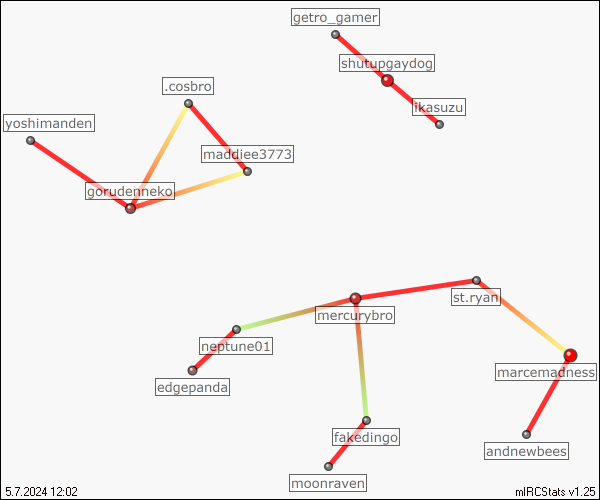 getro_gamer
shutupgaydog
.cosbro
ikasuzu
yoshimanden
maddiee3773
gorudenneko
st.ryan
mercurybro
neptune01
marcemadness
edgepanda
fakedingo
andnewbees
moonraven
5.7.2024 12:02
mIRCStats v1.25